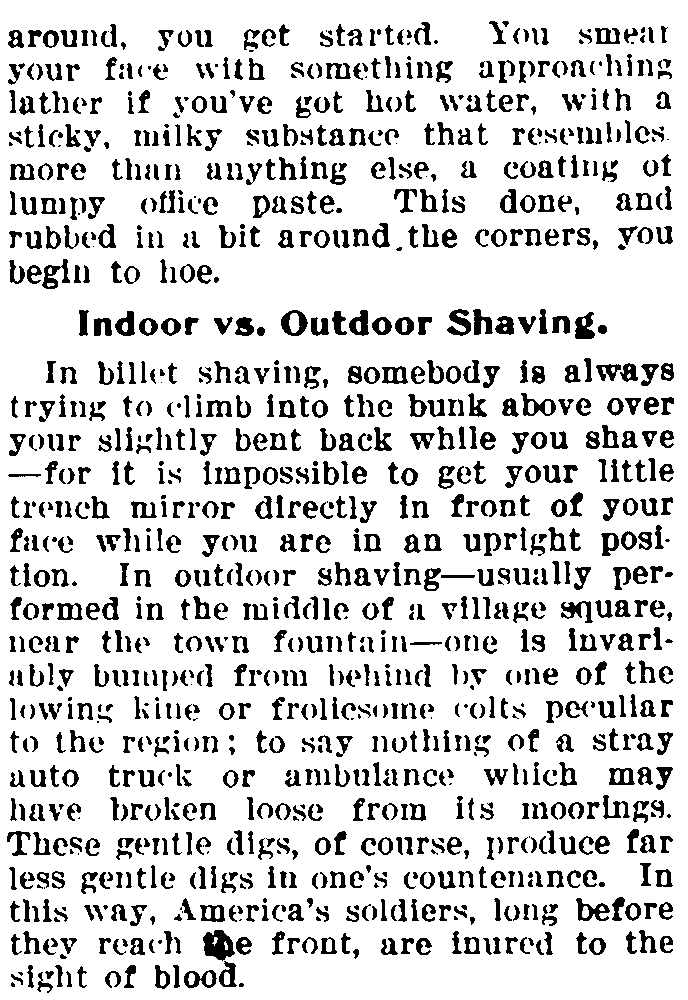 around, you get started. You smear
your face with something approaching
lather if you've got hot water, with a
sticky, milky substance that resembles
more than anything else, a coating of
lumpy office paste. This done, and
rubbed in a bit around the corners, you
begin to hoe.
Indoor vs. Outdoor Shaving.
In billet shaving, somebody is always
trying to climb into the bunk above over
your slightly bent back while you shave
—for it is impossible to get your little
trench mirror directly in front of your
face while you are in an upright posi-
tion. In outdoor shaving—usually per-
formed in the middle of a village square,
near the town fountain—one is invari-
ably bumped from behind by one of the
lowing kine or frolicsome colts peculiar
to the region; to say nothing of a stray
auto truck or ambulance which may
have broken loose from its moorings.
These gentle digs, of course, produce far
less gentle digs in one's countenance. In
this way, America's soldiers, long before
they reach the front, are inured to the
sight of blood.